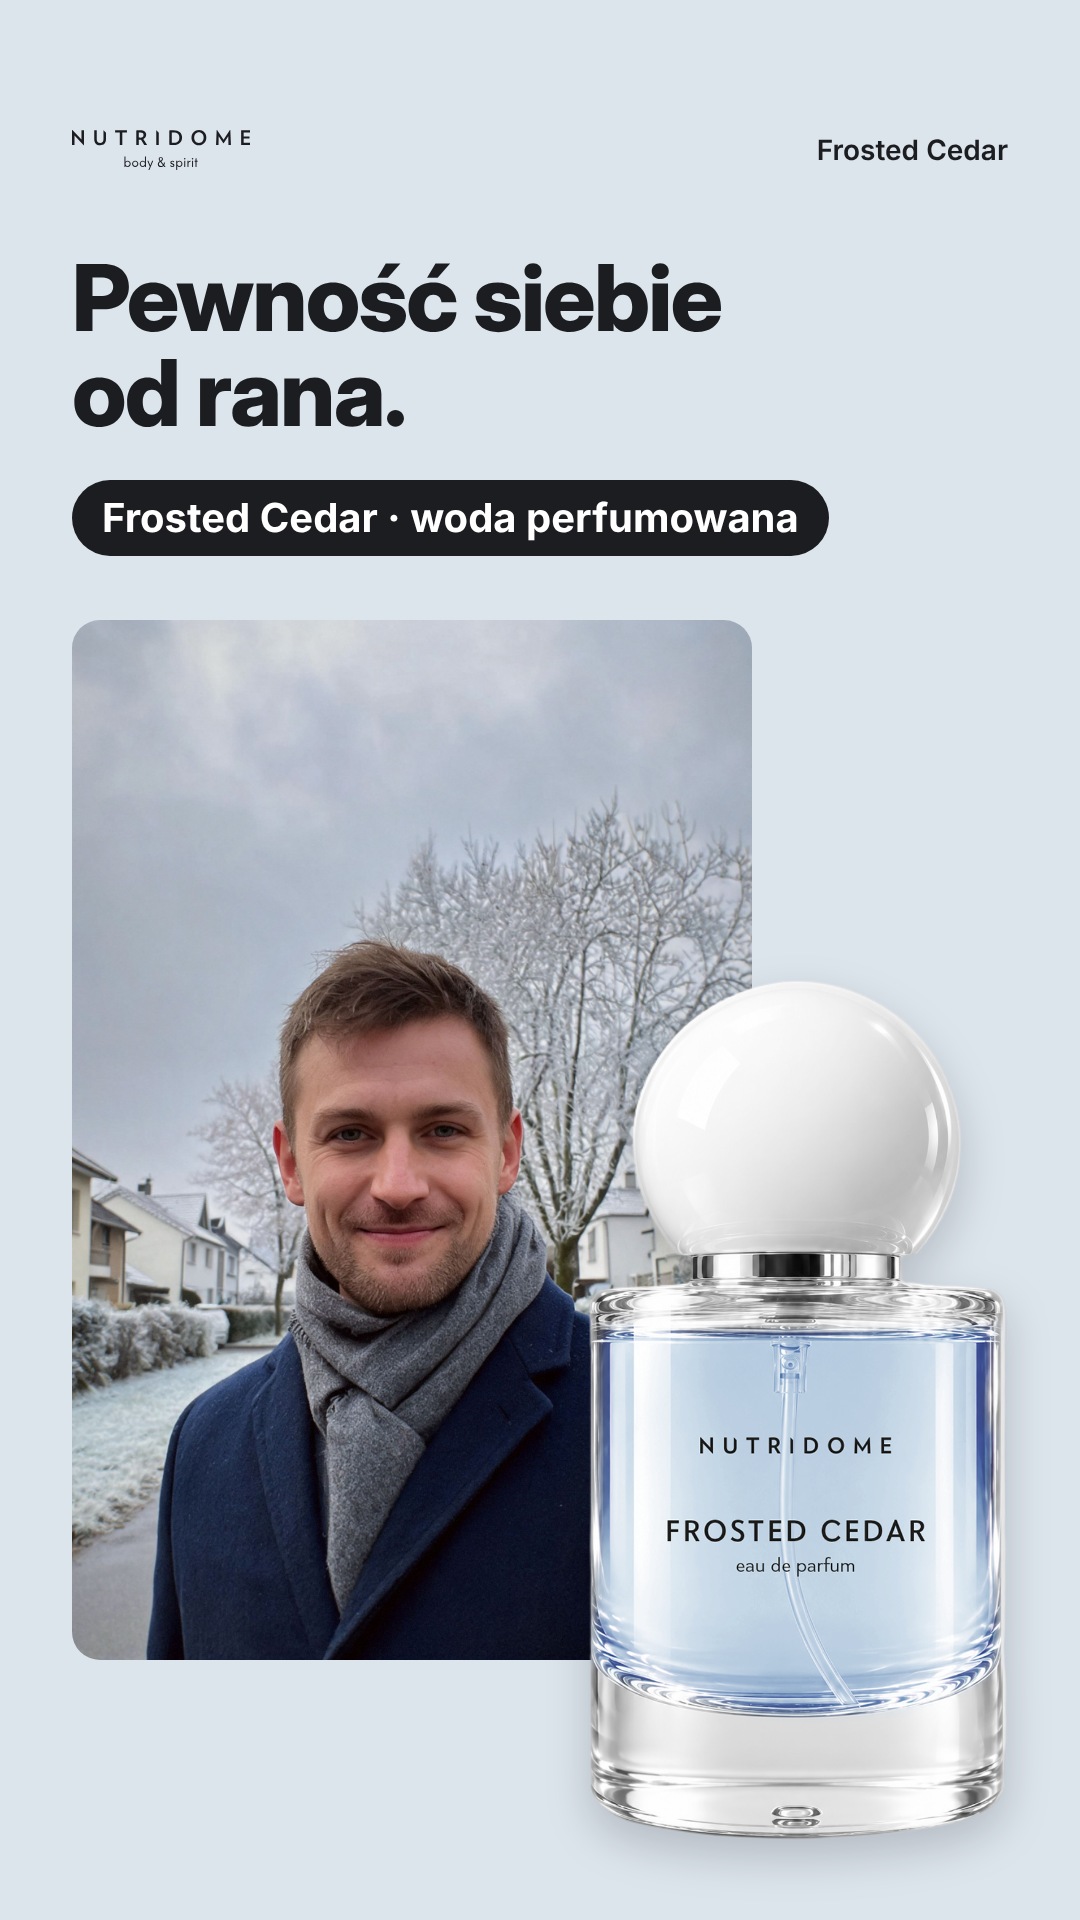 NUTRIDOME
body & spirit
Frosted Cedar
Pewność siebie
od rana.
Frosted Cedar · woda perfumowana
NUTRIDOME
FROSTED CEDAR
eau de parfum